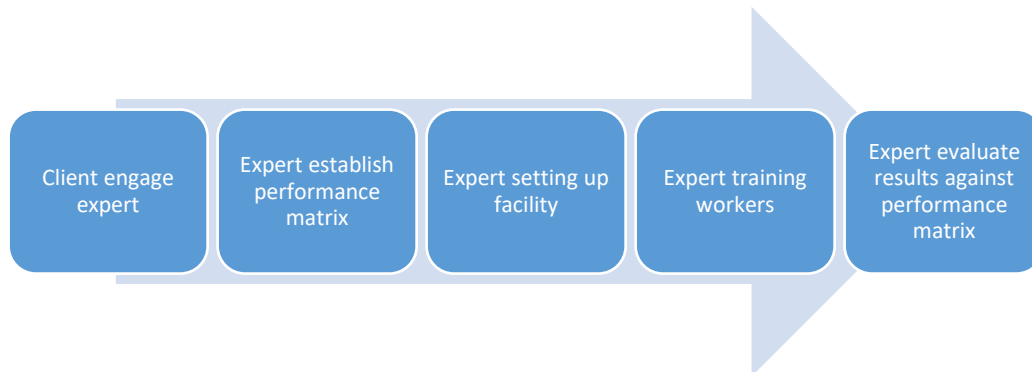 Client engage
expert
Expert establish
performance
matrix
Expert setting up
facility
Expert training
workers
Expert evaluate
results against
performance
matrix